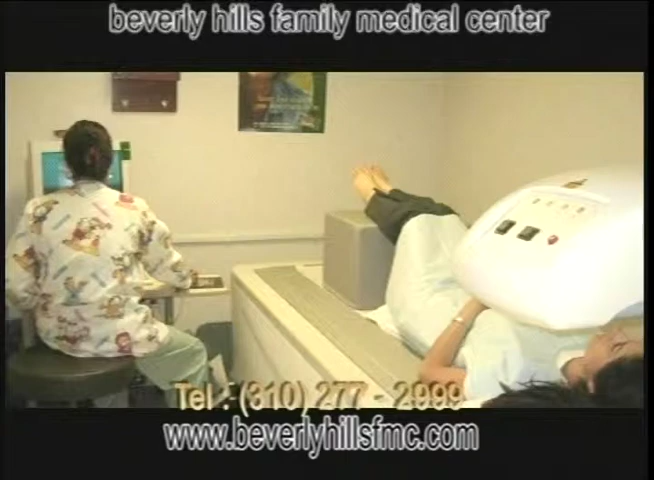 beverly hills family medical center
Tel : (310) 277 - 2999
www.beverlyhillsfmc.com